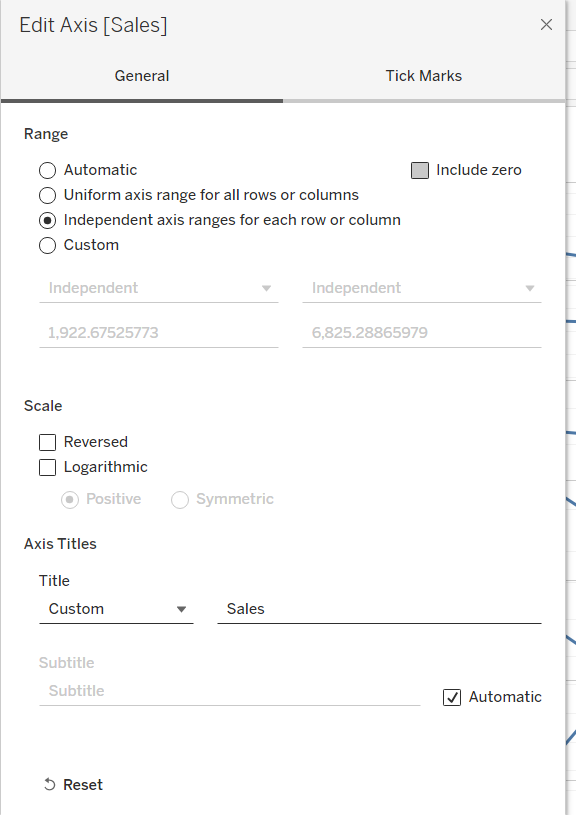 Edit Axis [Sales]
General
Tick Marks
Range
Automatic
Include zero
Uniform axis range for all rows or columns
Independent axis ranges for each row or column
Custom
Independent
Independent
1,922.67525773
6,825.28865979
Scale
Reversed
Logarithmic
Positive
Symmetric
Axis Titles
Title
Custom
Sales
Subtitle
Subtitle
Automatic
Reset